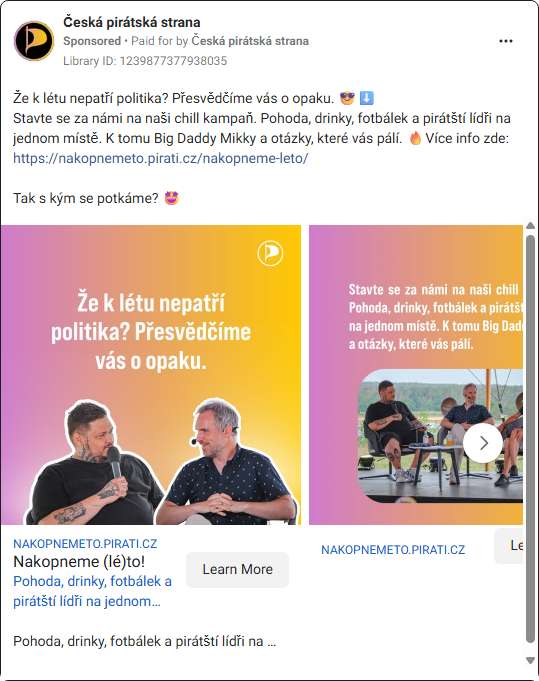 Česká pirátská strana
Sponsored • Paid for by Česká pirátská strana
Library ID: 1239877377938035
Že k létu nepatří politika? Přesvědčíme vás o opaku. 😎 ⬇️
Stavte se za námi na naši chill kampaň. Pohoda, drinky, fotbálek a pirátští lídři na
jednom místě. K tomu Big Daddy Mikky a otázky, které vás pálí. 🔥 Více info zde:
https://nakopnemeto.pirati.cz/nakopneme-leto/
Tak s kým se potkáme? 🤩
Že k létu nepatří
politika? Přesvědčíme
vás o opaku.
NAKOPNEMETO.PIRATI.CZ
Nakopneme (lé)to!
Pohoda, drinky, fotbálek a
pirátští lídři na jednom…
Learn More
Pohoda, drinky, fotbálek a pirátští lídři na ...
Stavte se za námi na naši chill
Pohoda, drinky, fotbálek a pirátšt
na jednom místě. K tomu Big Dadd
a otázky, které vás pálí.
NAKOPNEMETO.PIRATI.CZ
Le